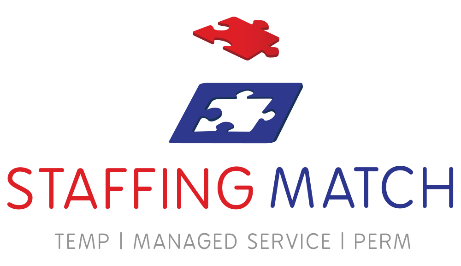 STAFFING MATCH
TEMP | MANAGED SERVICE | PERM